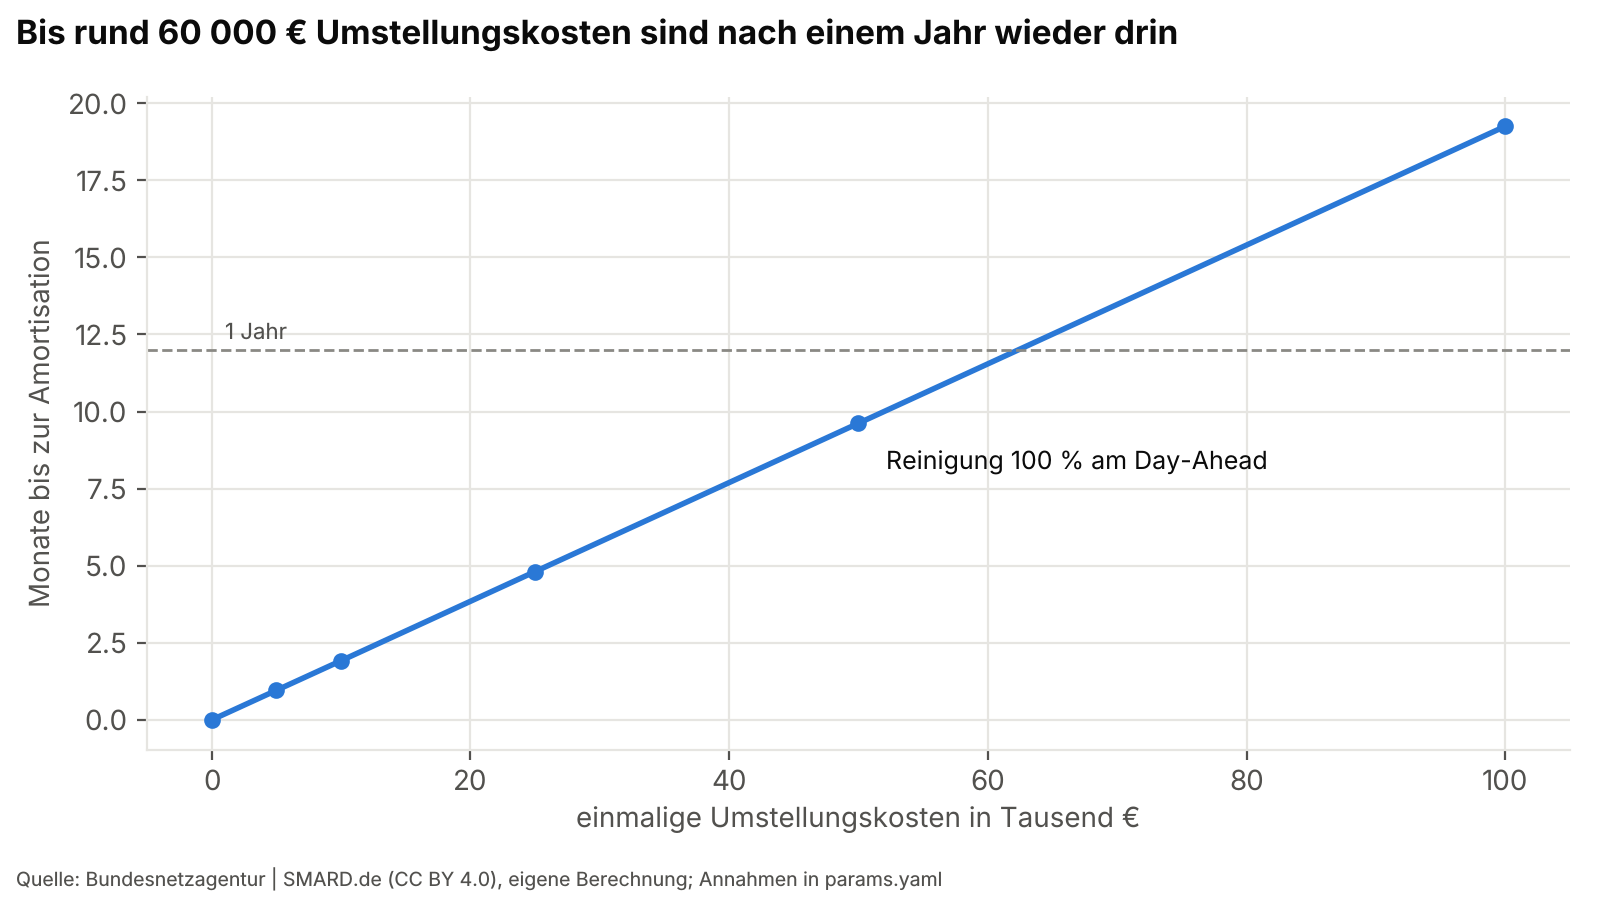 Bis rund 60 000 € Umstellungskosten sind nach einem Jahr wieder drin
Monate bis zur Amortisation
20.0
17.5
15.0
12.5
10.0
7.5
5.0
2.5
0.0
1 Jahr
Reinigung 100 % am Day-Ahead
0 20 40 60 80 100
einmalige Umstellungskosten in Tausend €
Quelle: Bundesnetzagentur | SMARD.de (CC BY 4.0), eigene Berechnung; Annahmen in params.yaml